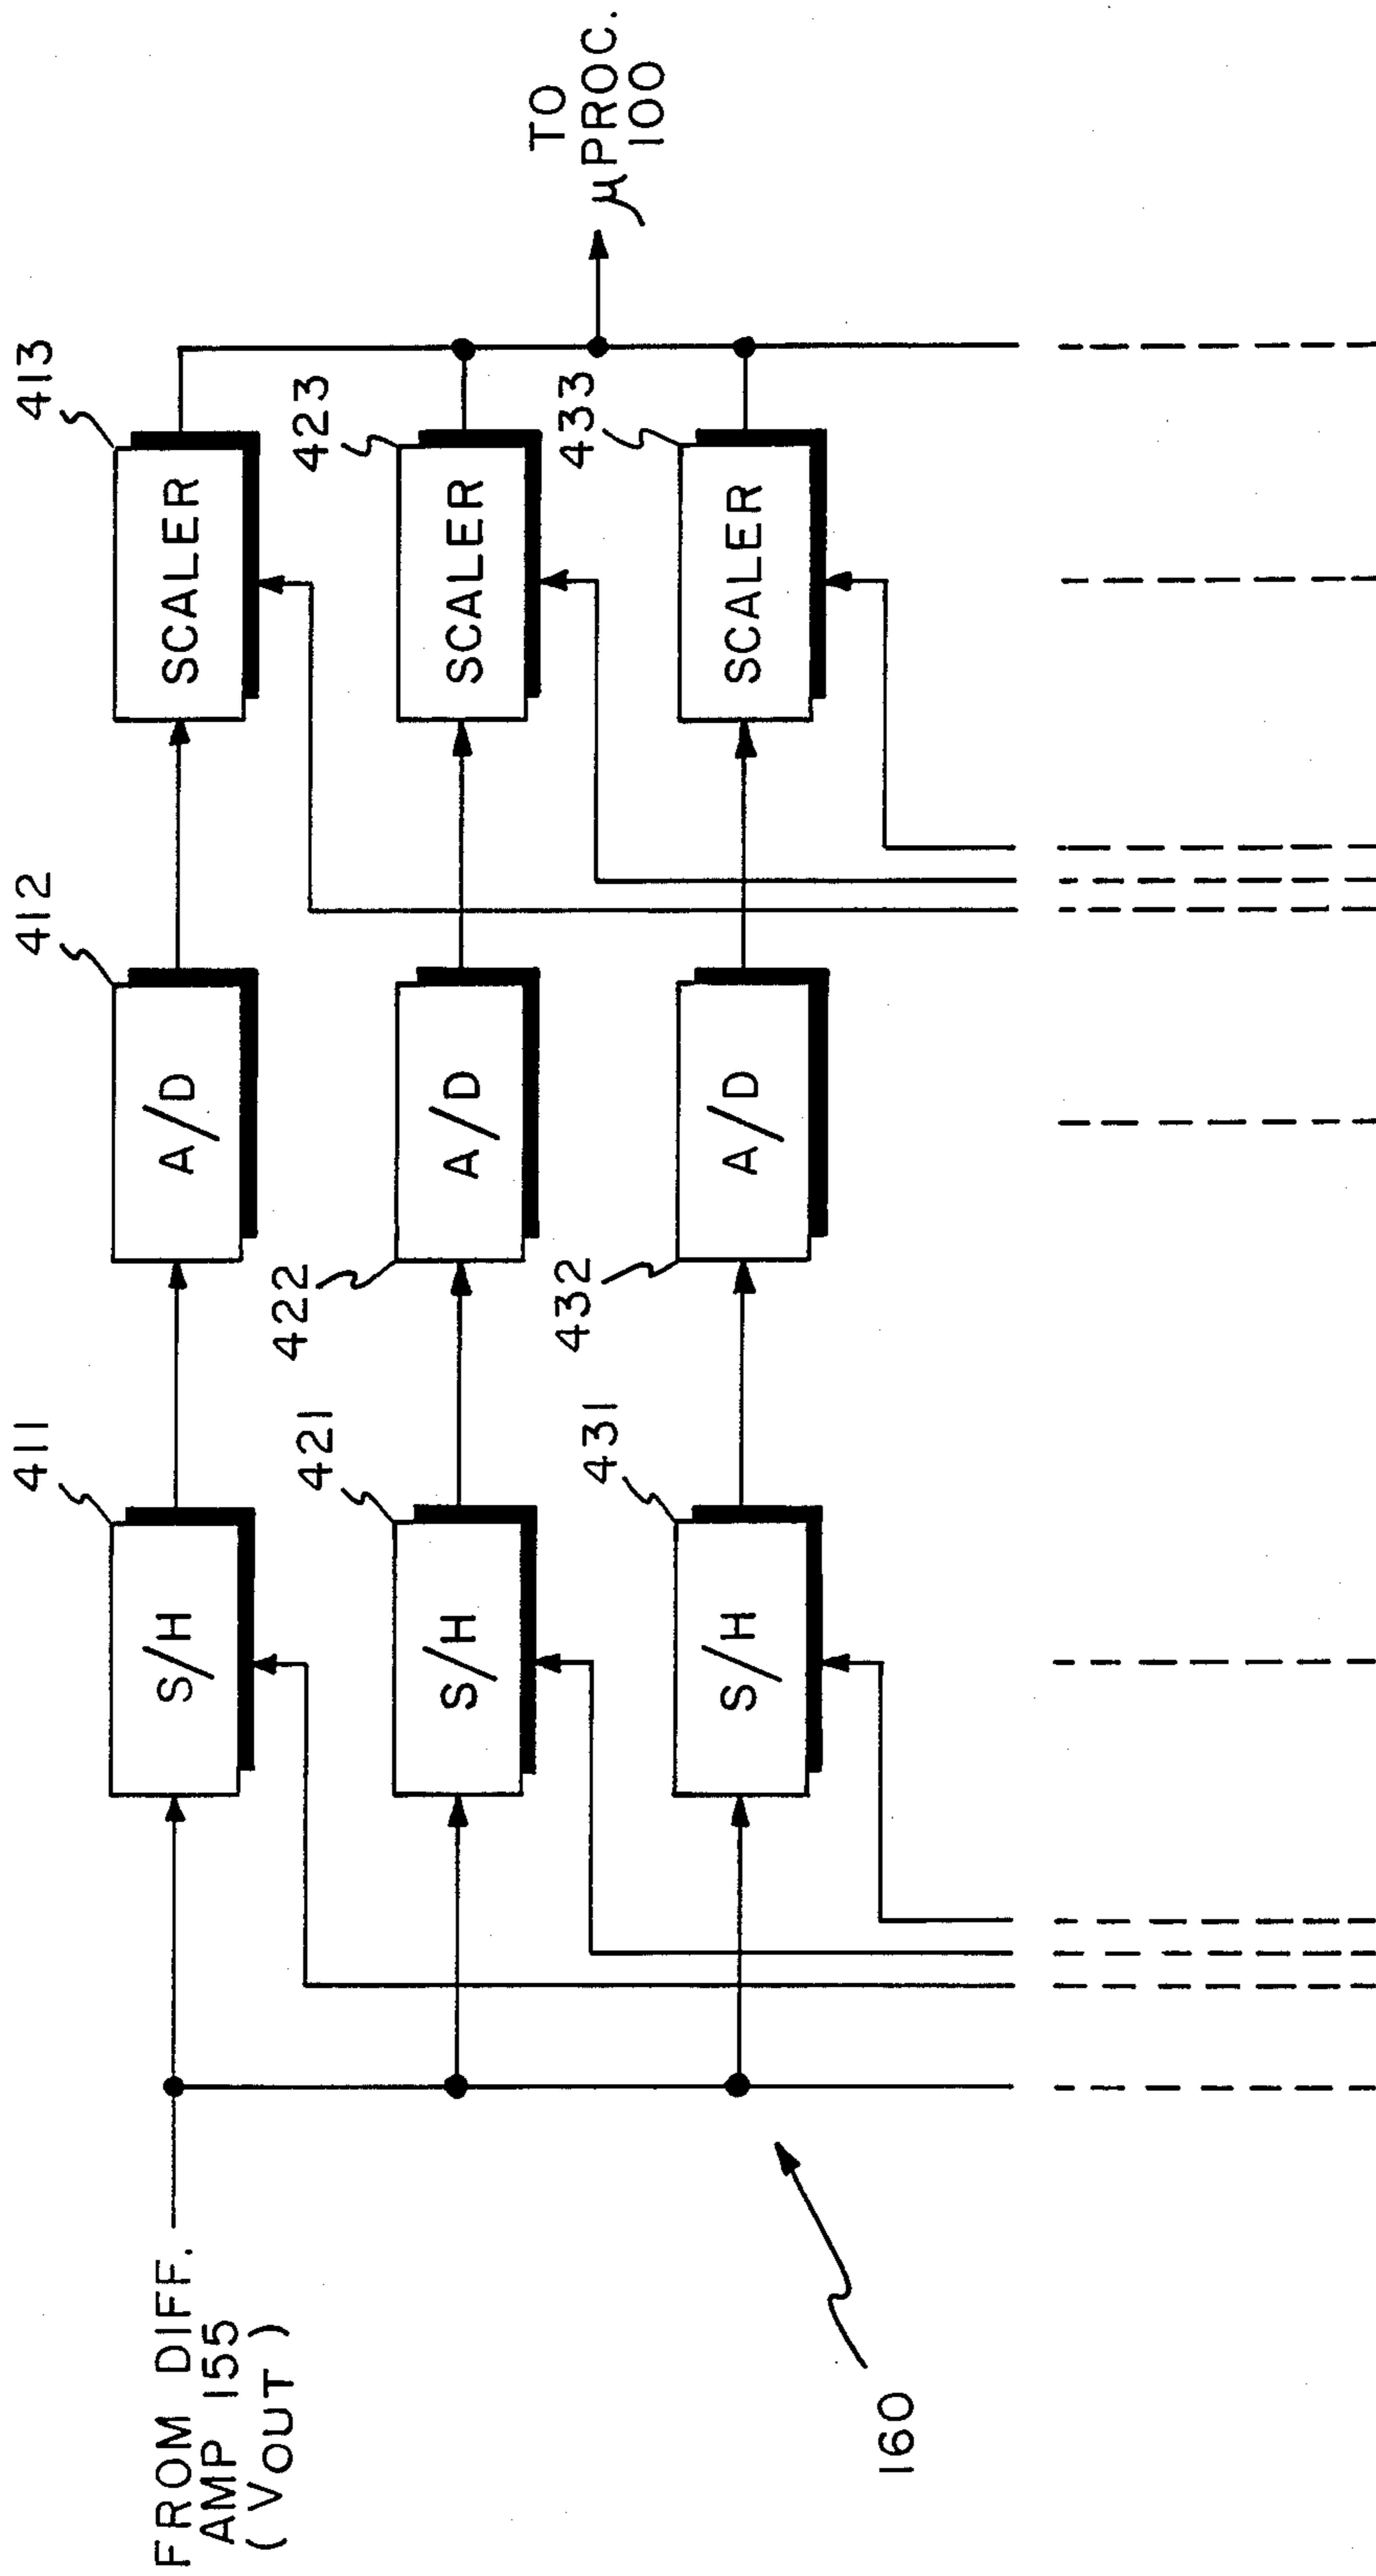 FROM DIFF.
AMP 155
(VOUT)
411
S/H
412
A/D
413
SCALER
421
S/H
422
A/D
423
SCALER
431
S/H
432
A/D
433
SCALER
TO
μPROC.
100
160